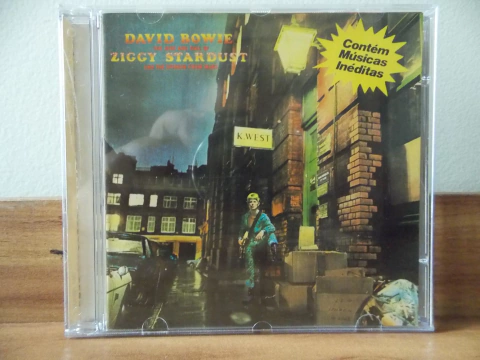 DAVID BOWIE
ZIGGY STARDUST
Contém
Músicas
Inéditas
K.WEST